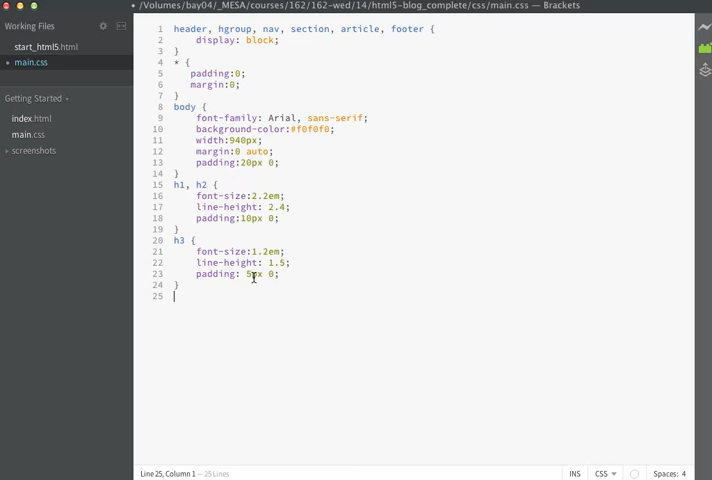 • /Volumes/bay04/_MESA/courses/162/162-wed/14/html5-blog_complete/css/main.css — Brackets
Working Files
start_html5.html
• main.css
Getting Started
index.html
main.css
screenshots
1 header, hgroup, nav, section, article, footer {
2 display: block;
3 }
4 * {
5 padding:0;
6 margin:0;
7 }
8 body {
9 font-family: Arial, sans-serif;
10 background-color:#f0f0f0;
11 width:940px;
12 margin:0 auto;
13 padding:20px 0;
14 }
15 h1, h2 {
16 font-size:2.2em;
17 line-height: 2.4;
18 padding:10px 0;
19 }
20 h3 {
21 font-size:1.2em;
22 line-height: 1.5;
23 padding: 5px 0;
24 }
25
Line 25, Column 1 — 25 Lines
INS
CSS
Spaces: 4